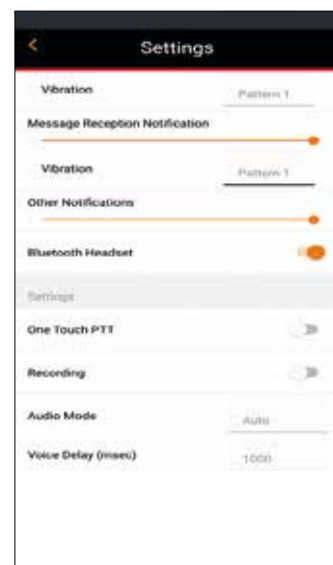 Settings
Vibration Pattern 1
Message Reception Notification
Vibration Pattern 1
Other Notifications
Bluetooth Headset
Settings
One Touch PTT
Recording
Audio Mode Auto
Voice Delay (msec) 1000